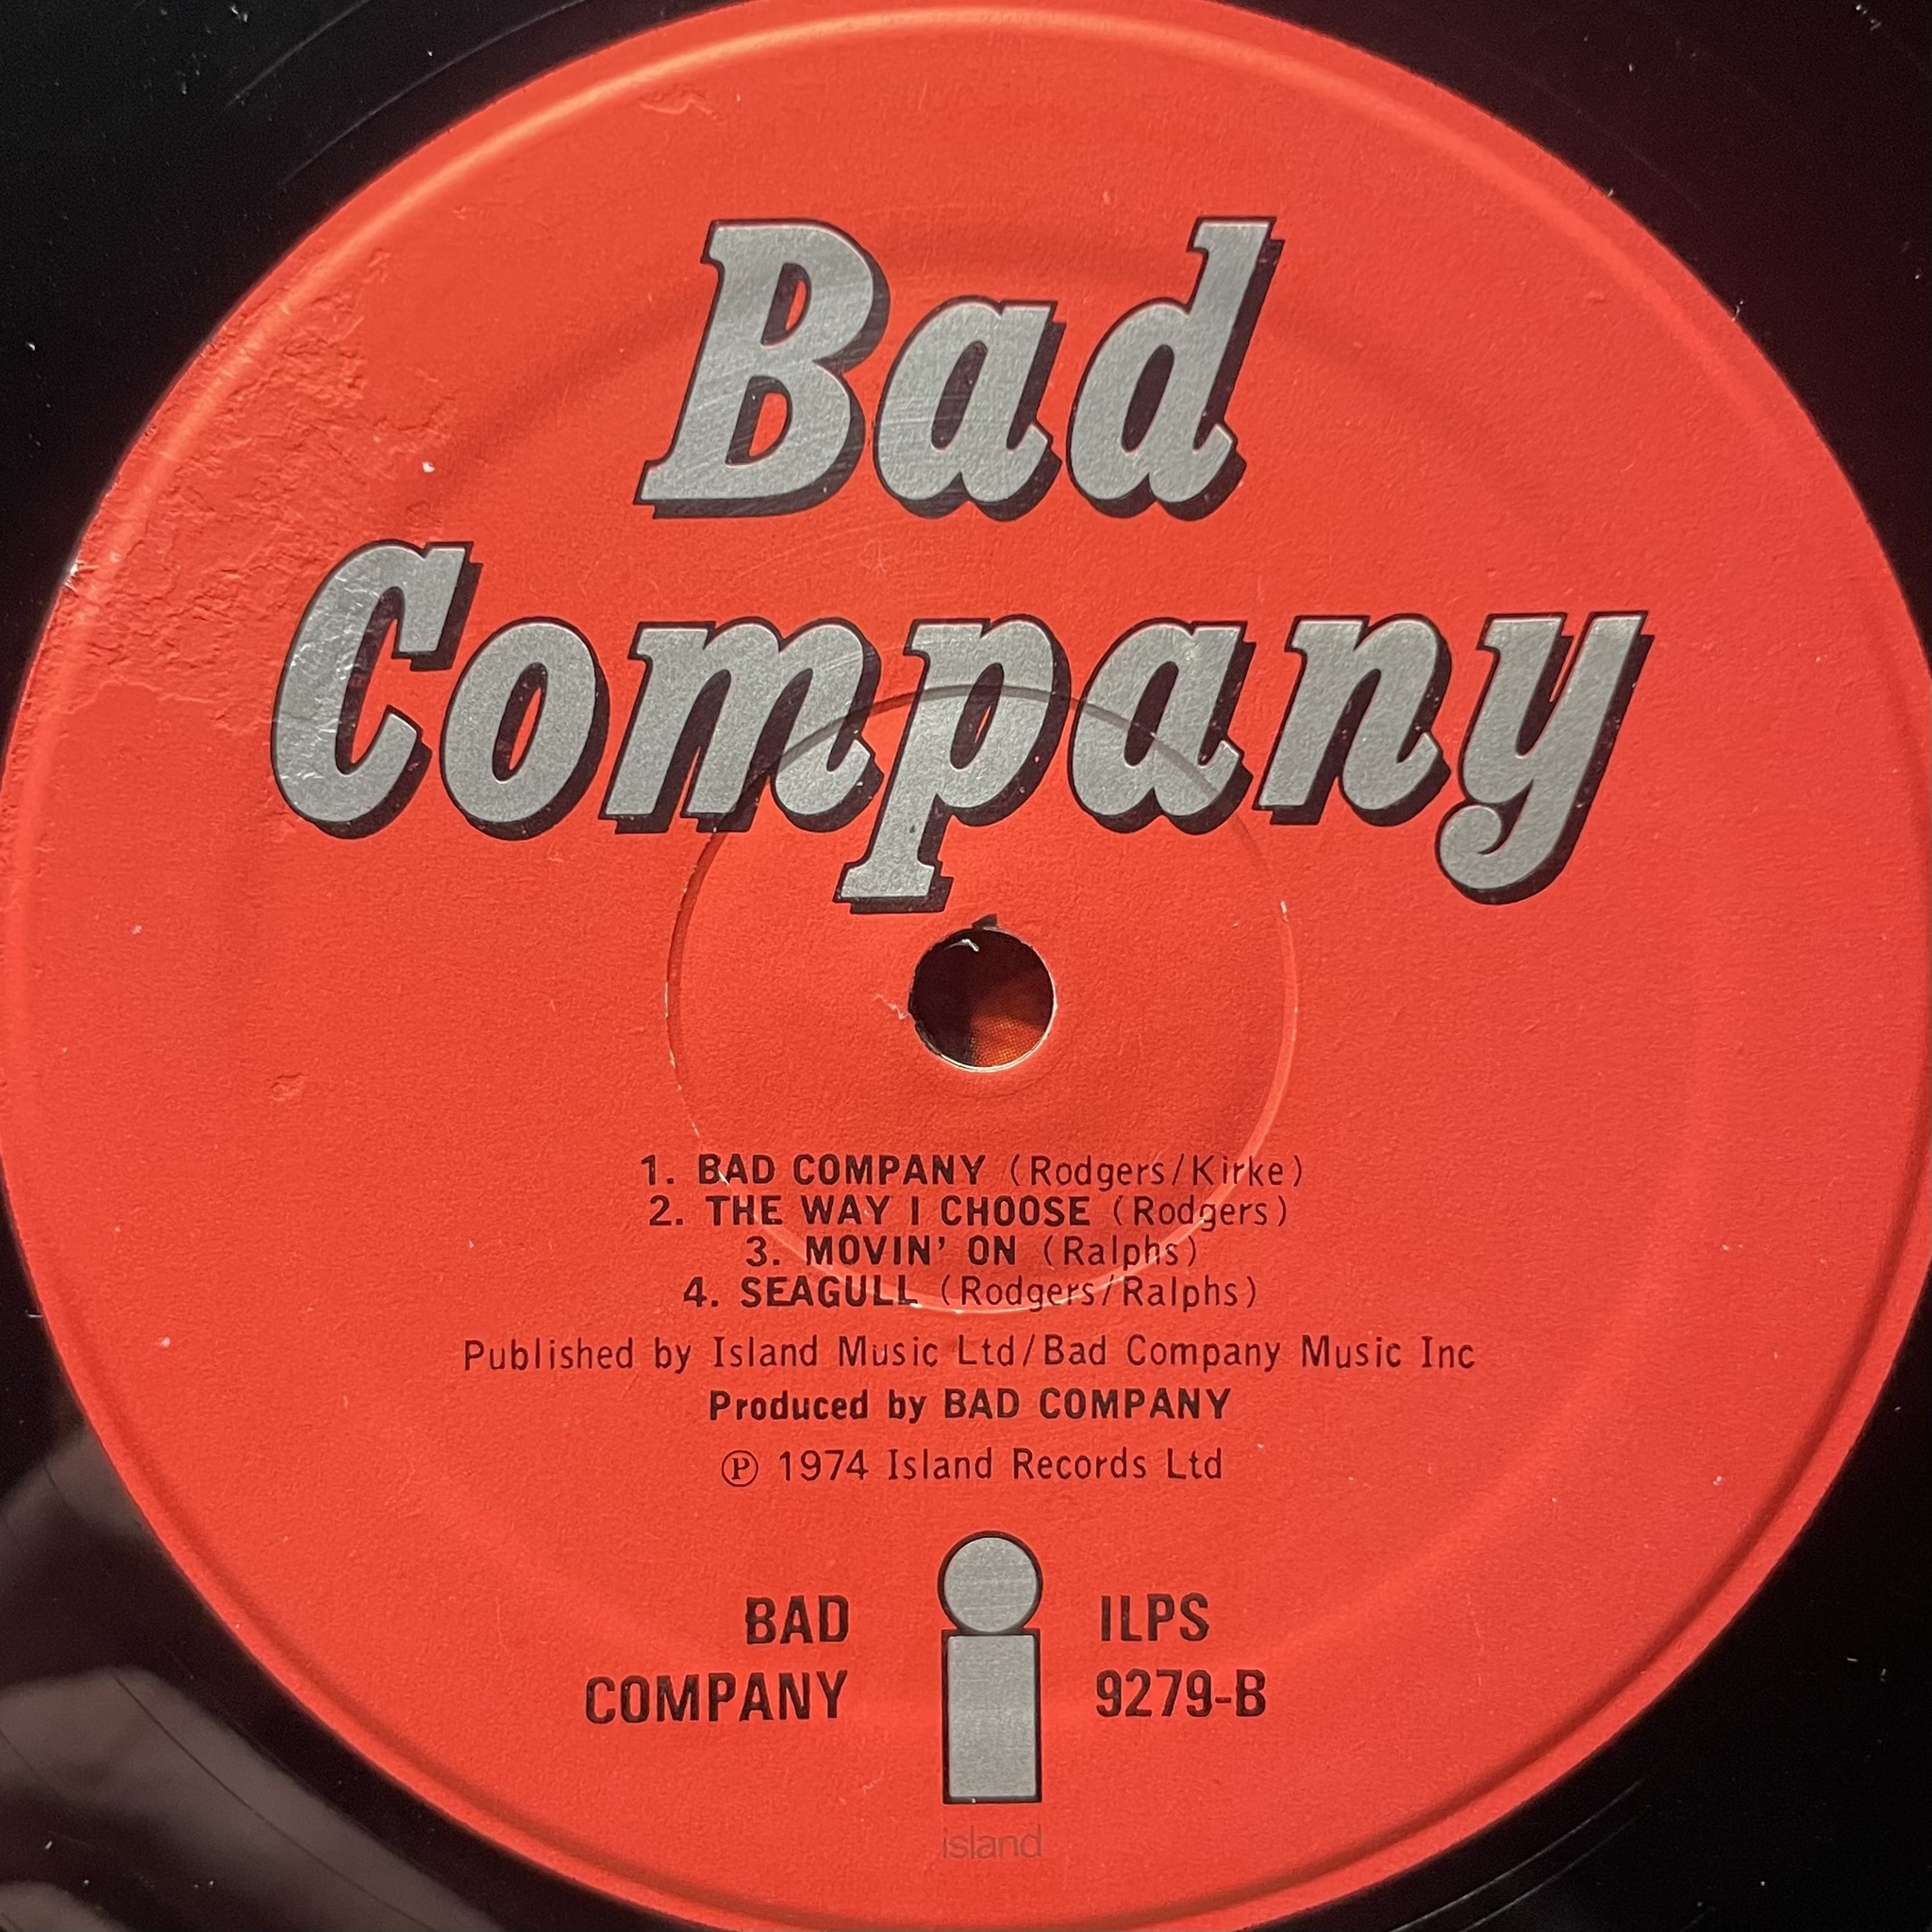 Bad
Company
1. BAD COMPANY (Rodgers/Kirke)
2. THE WAY I CHOOSE (Rodgers)
3. MOVIN' ON (Ralphs)
4. SEAGULL (Rodgers/Ralphs)
Published by Island Music Ltd/Bad Company Music Inc
Produced by BAD COMPANY
Ⓟ 1974 Island Records Ltd
BAD
COMPANY
i
ILPS
9279-B
island